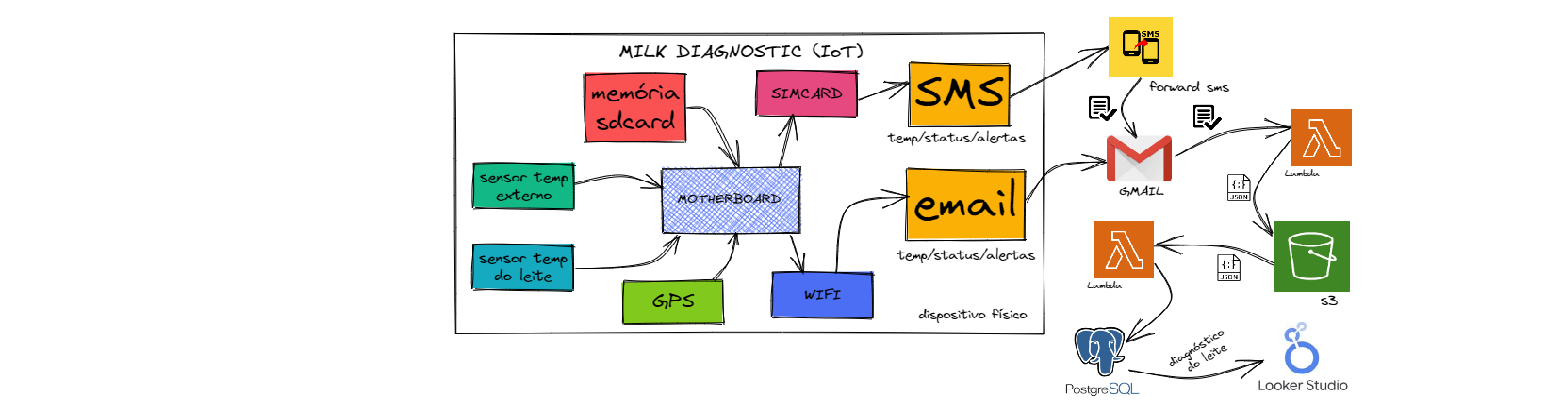 MILK DIAGNOSTIC (IoT)
memória
sdcard
SIMCARD
SMS
temp/status/alertas
sensor temp
externo
MOTHERBOARD
email
temp/status/alertas
sensor temp
do leite
GPS
WIFI
dispositivo físico
SMS
forward sms
GMAIL
Lambda
{;}
JSON
Lambda
{;}
JSON
s3
PostgreSQL
diagnóstico
do leite
Looker Studio